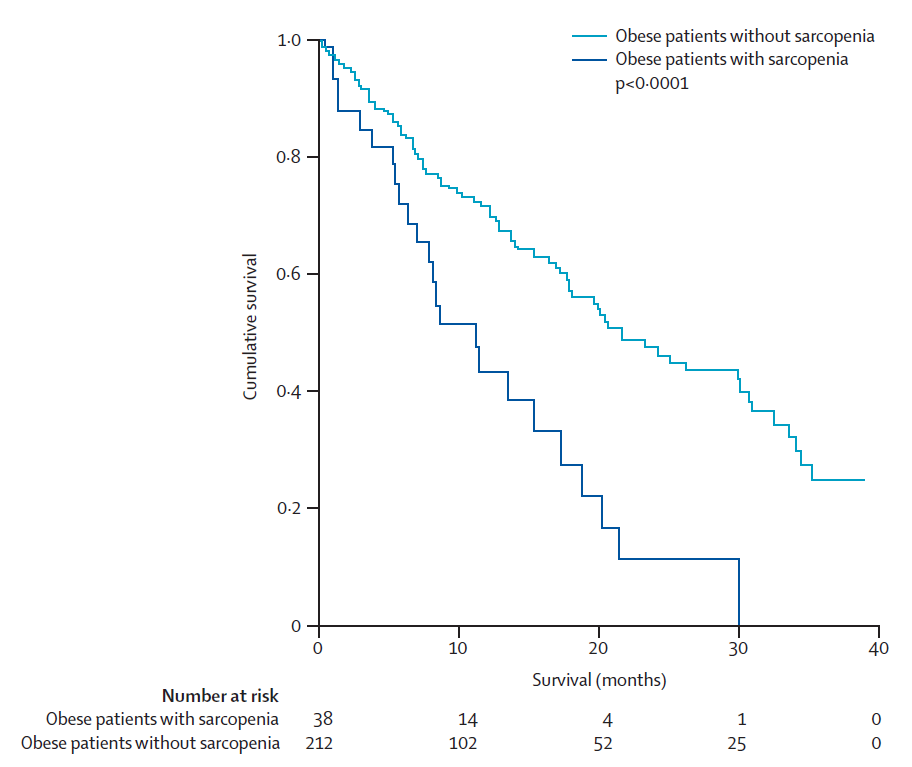 Obese patients without sarcopenia
Obese patients with sarcopenia
p<0·0001
1·0
0·8
0·6
0·4
0·2
0
Cumulative survival
0 10 20 30 40
Survival (months)
Number at risk
Obese patients with sarcopenia 38 14 4 1 0
Obese patients without sarcopenia 212 102 52 25 0